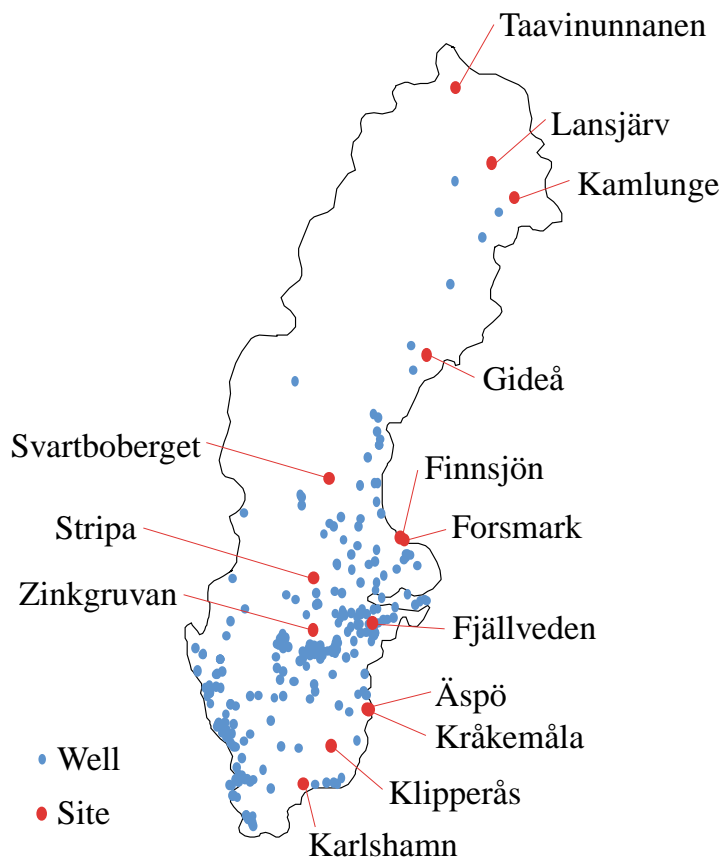 Taavinunnanen
Lansjärv
Kamlunge
Gideå
Svartboberget
Finnsjön
Stripa
Forsmark
Zinkgruvan
Fjällveden
Äspö
Kråkemåla
Well
Klipperås
Site
Karlshamn